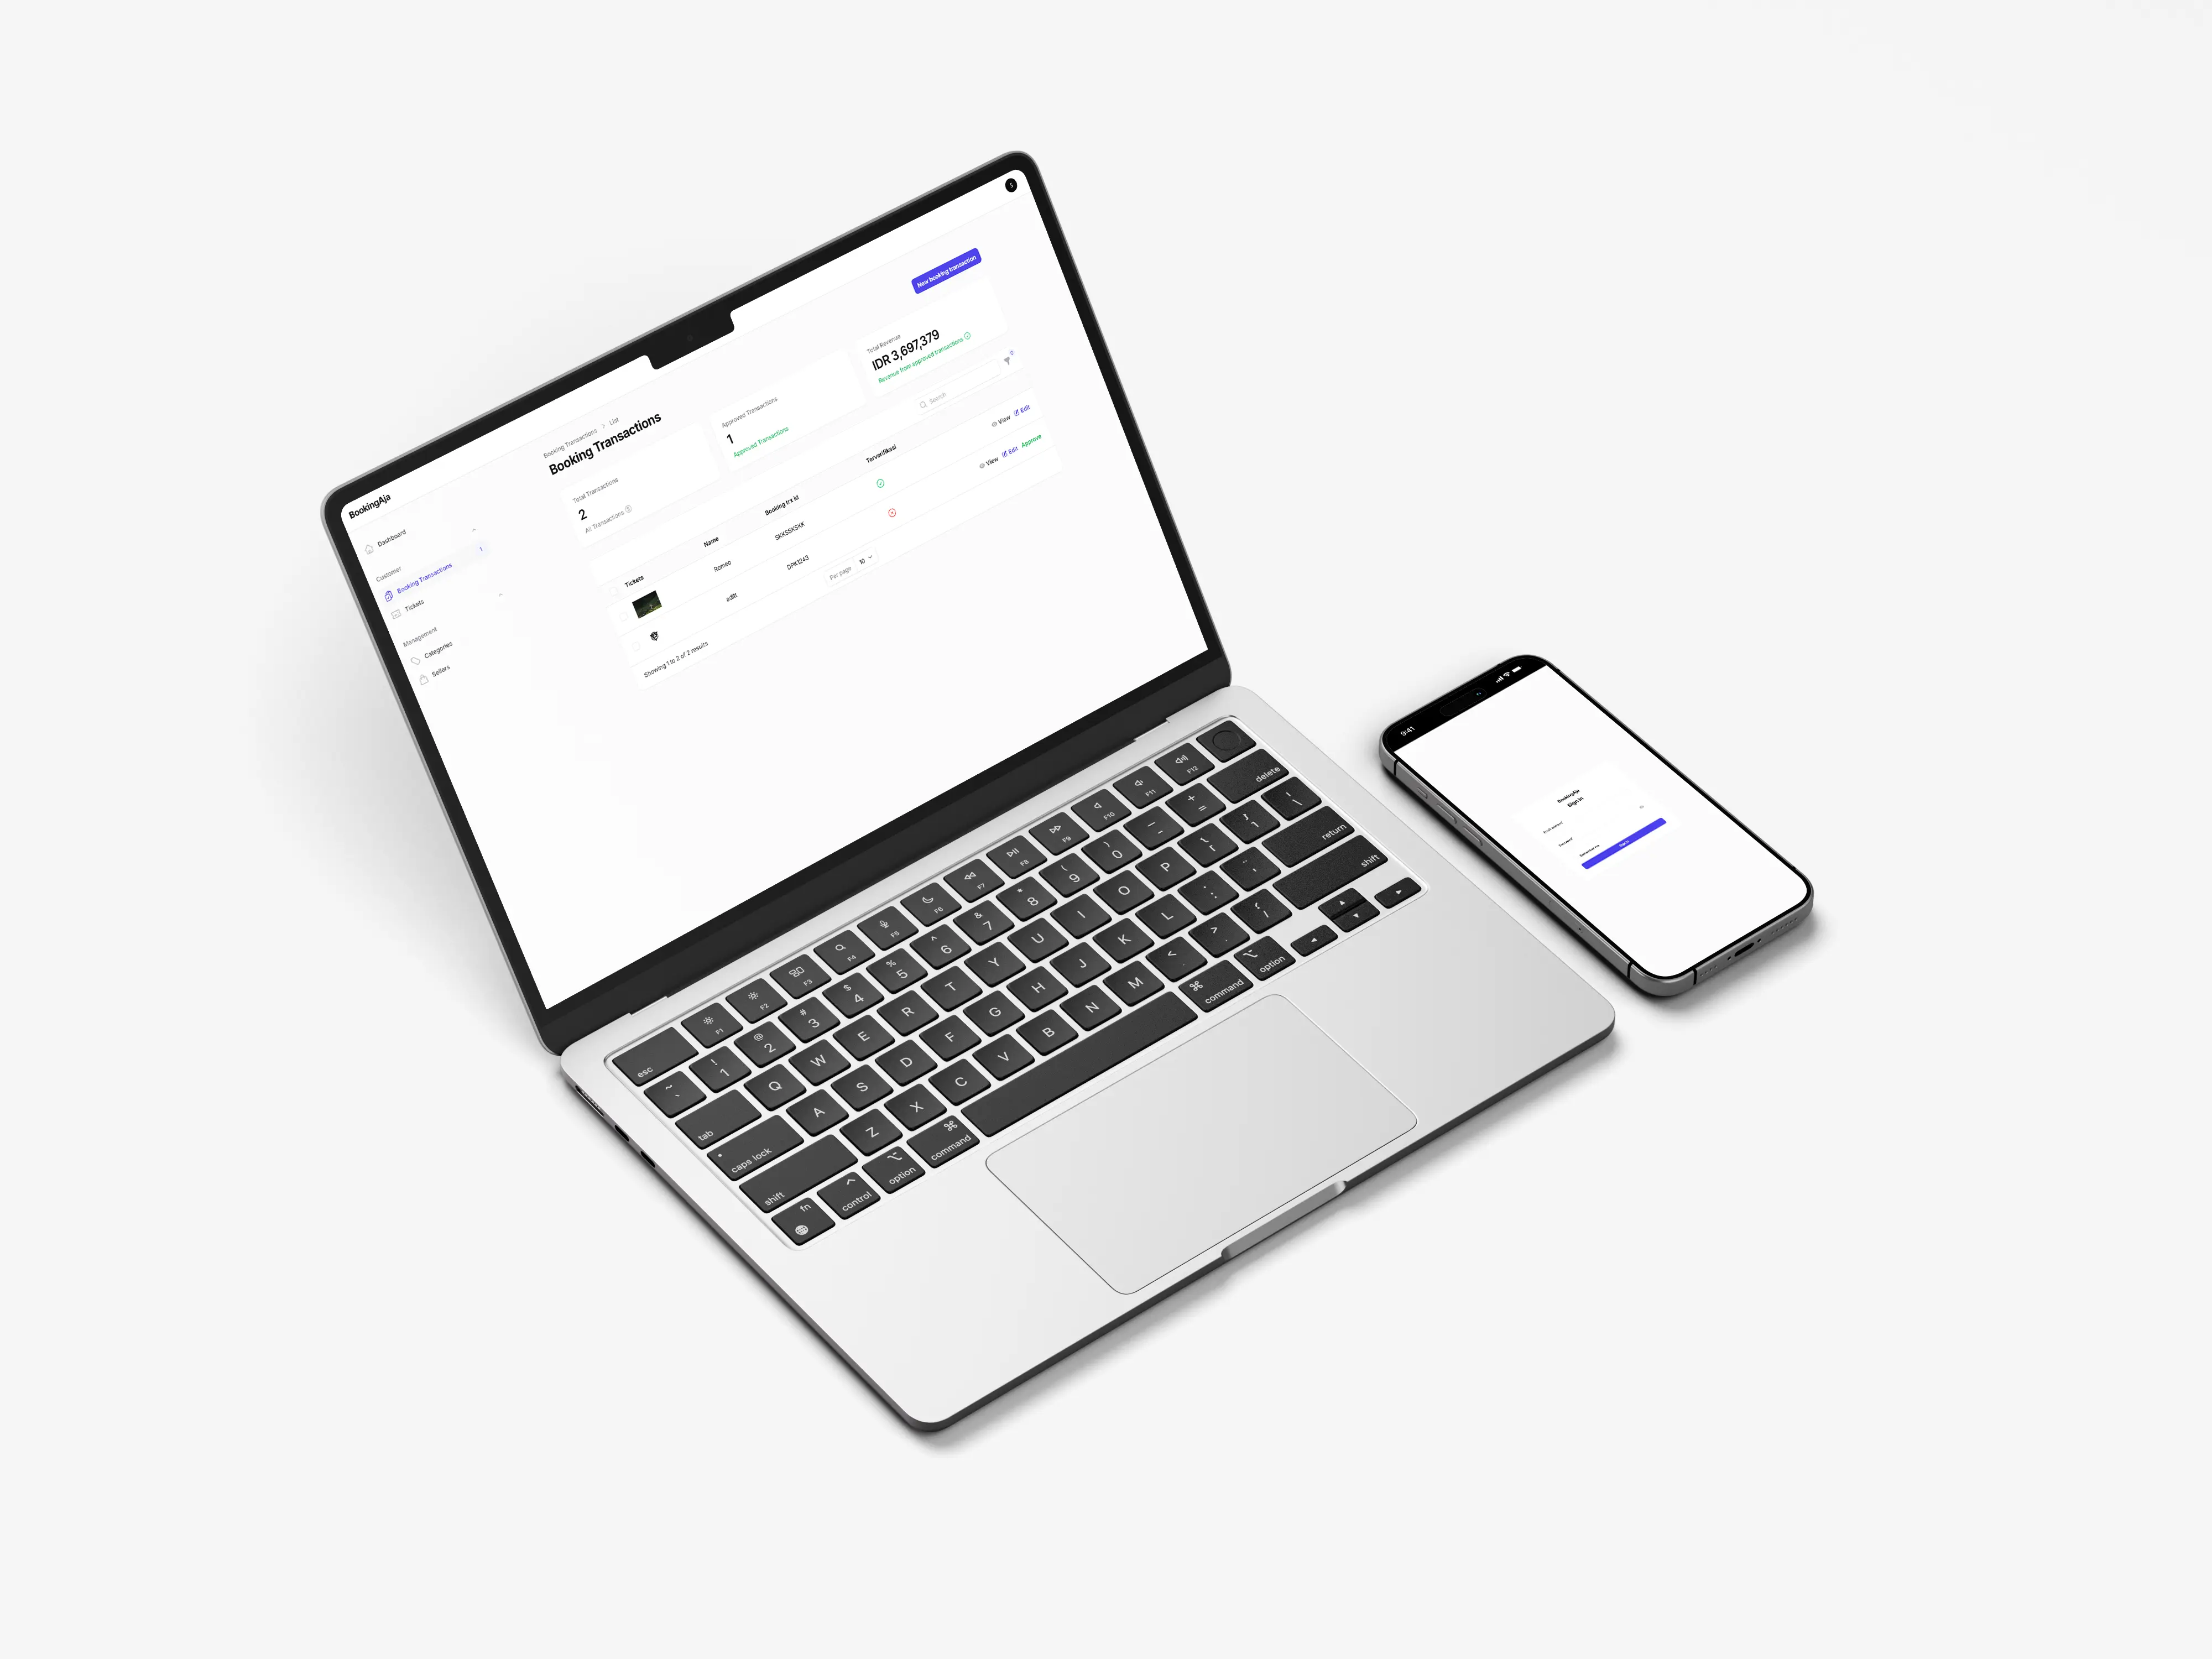 BookingAja
Dashboard
Customer
Booking Transactions
1
Tickets
Management
Categories
Sellers
Booking Transactions > List
Booking Transactions
New booking transaction
Total Transactions
2
All Transactions
Approved Transactions
1
Approved Transactions
Total Revenue
IDR 3,697,379
Revenue from approved transactions
Search
0
Tickets Name Booking trx id Terverifikasi
Romeo SKKSSKSKK View Edit
aditt DPK1243 View Edit Approve
Showing 1 to 2 of 2 results
Per page 10
9:41
BookingAja
Sign in
Email address
Password
Remember me
Sign in
esc F1 F2 F3 F4 F5 F6 F7 F8 F9 F10 F11 F12
~ ` ! 1 @ 2 # 3 $ 4 % 5 ^ 6 & 7 * 8 ( 9 ) 0 _ - + = delete
tab Q W E R T Y U I O P
caps lock A S D F G H J K L return
shift Z X C V B N M shift
fn control option command command option